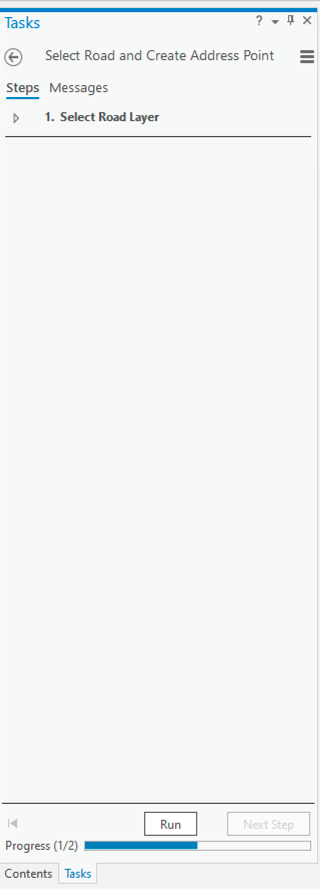 Tasks
?
Select Road and Create Address Point
Steps Messages
1. Select Road Layer
Run Next Step
Progress (1/2)
Contents Tasks